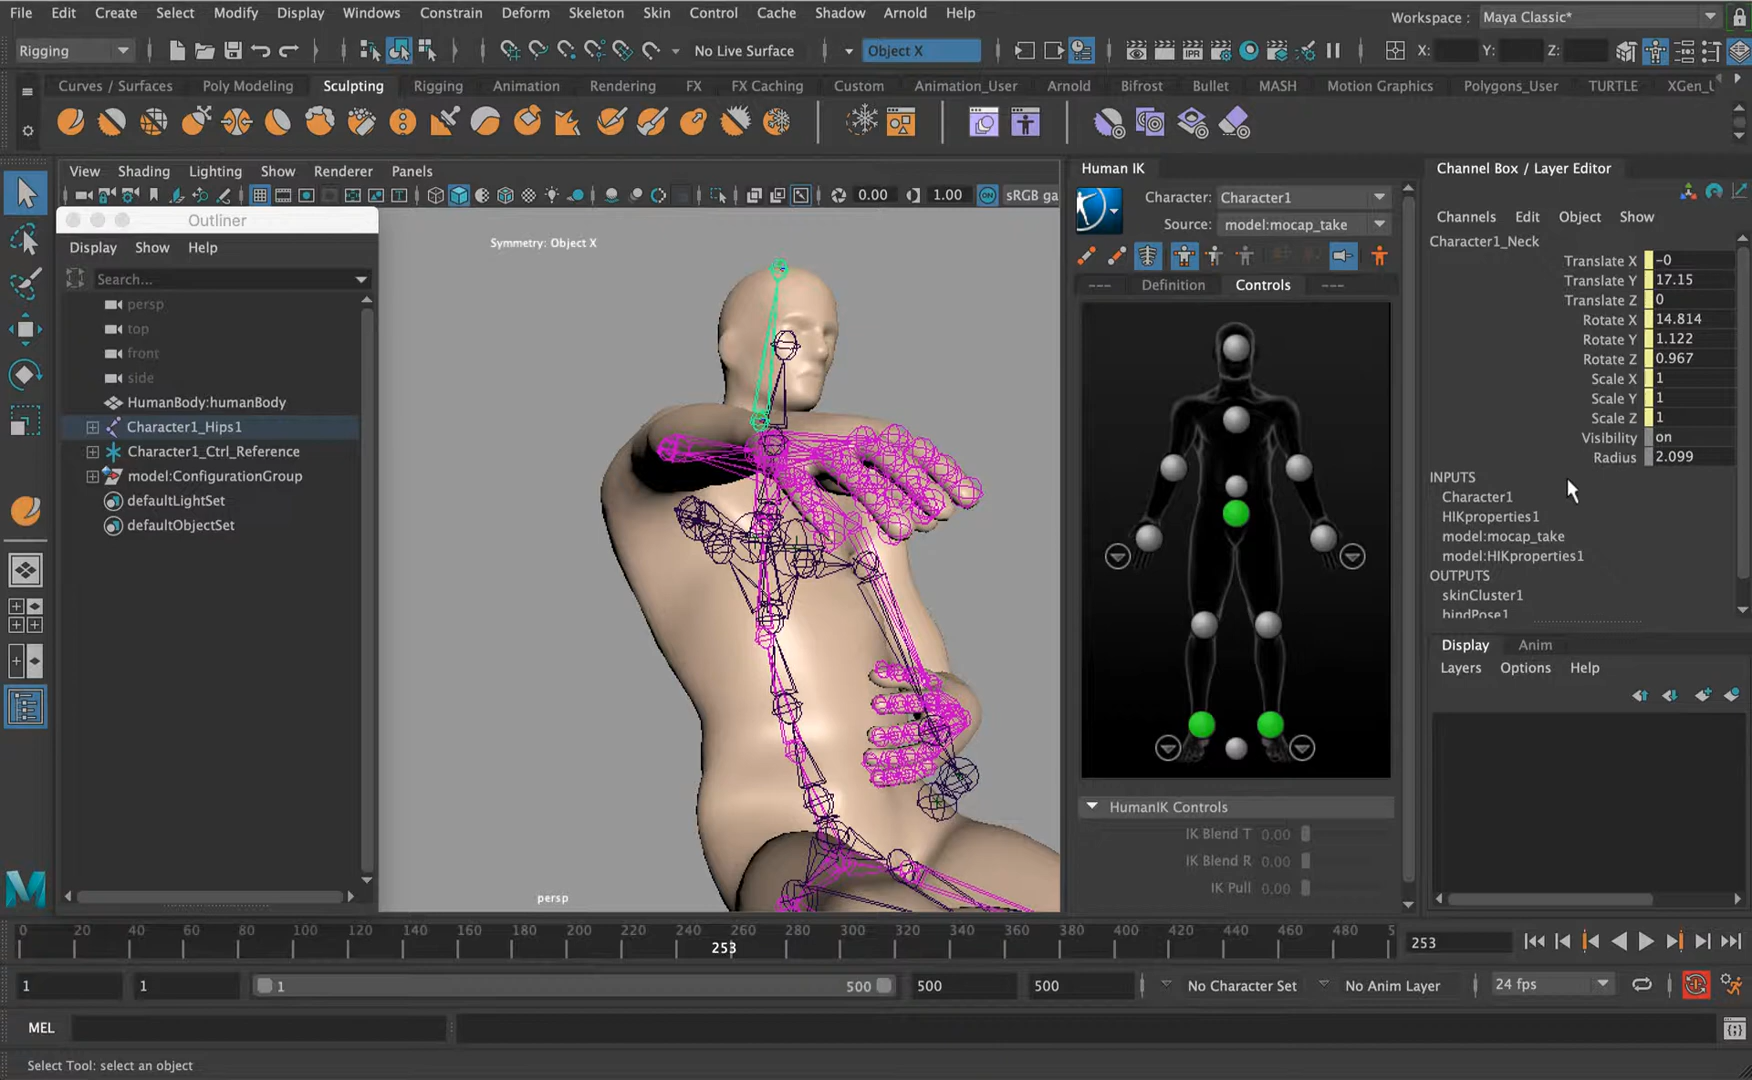 File Edit Create Select Modify Display Windows Constrain Deform Skeleton Skin Control Cache Shadow Arnold Help
Workspace : Maya Classic*
Rigging
No Live Surface
Object X
X: Y: Z:
Curves / Surfaces Poly Modeling Sculpting Rigging Animation Rendering FX FX Caching Custom Animation_User Arnold Bifrost Bullet MASH Motion Graphics Polygons_User TURTLE XGen_U
IPR
View Shading Lighting Show Renderer Panels
0.00 1.00 ON sRGB ga
Outliner
Display Show Help
Search...
persp
top
front
side
HumanBody:humanBody
Character1_Hips1
Character1_Ctrl_Reference
model:ConfigurationGroup
defaultLightSet
defaultObjectSet
Symmetry: Object X
persp
Human IK
Character: Character1
Source: model:mocap_take
--- Definition Controls ---
HumanIK Controls
IK Blend T 0.00
IK Blend R 0.00
IK Pull 0.00
Channel Box / Layer Editor
Channels Edit Object Show
Character1_Neck
Translate X -0
Translate Y 17.15
Translate Z 0
Rotate X 14.814
Rotate Y 1.122
Rotate Z 0.967
Scale X 1
Scale Y 1
Scale Z 1
Visibility on
Radius 2.099
INPUTS
Character1
HIKproperties1
model:mocap_take
model:HIKproperties1
OUTPUTS
skinCluster1
bindPose1
Display Anim
Layers Options Help
0 20 40 60 80 100 120 140 160 180 200 220 240 260 280 300 320 340 360 380 400 420 440 460 480 5
253
253
1 1 1 500 500 500 No Character Set No Anim Layer 24 fps
MEL
Select Tool: select an object